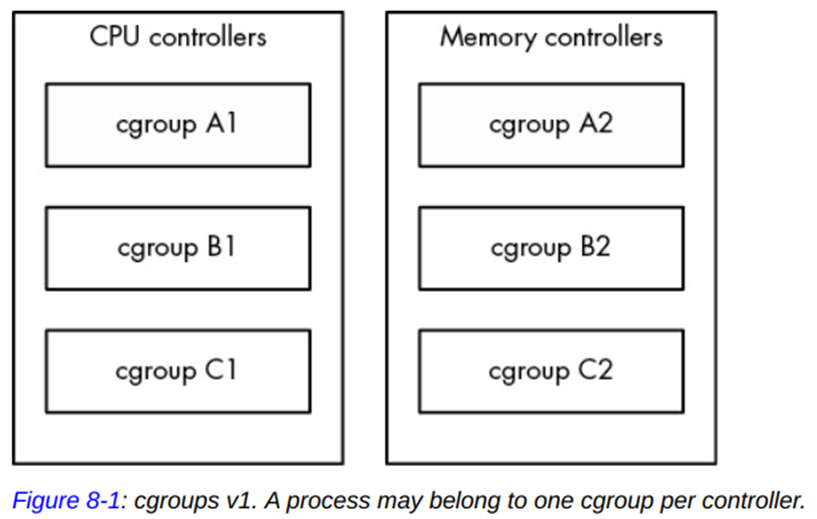 CPU controllers
cgroup A1
cgroup B1
cgroup C1
Memory controllers
cgroup A2
cgroup B2
cgroup C2
Figure 8-1: cgroups v1. A process may belong to one cgroup per controller.